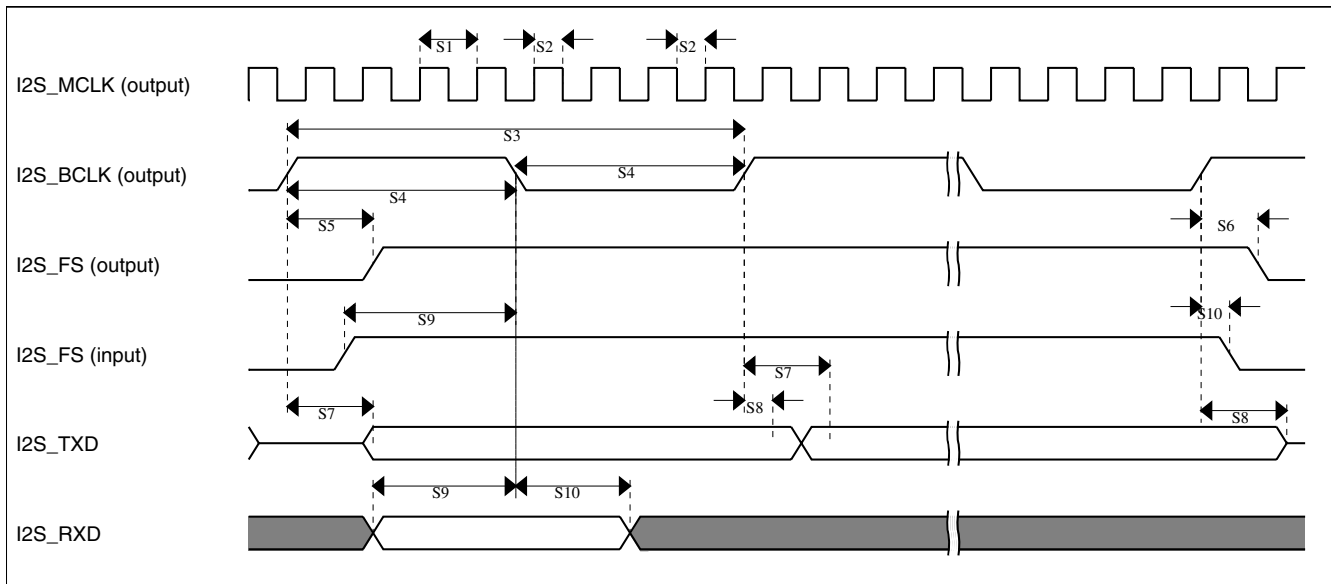 S1 S2 S2
I2S_MCLK (output)
S3
I2S_BCLK (output)
S4
S4
S5 S6
I2S_FS (output)
S9 S10
I2S_FS (input)
S7
S7 S8 S8
I2S_TXD
S9 S10
I2S_RXD